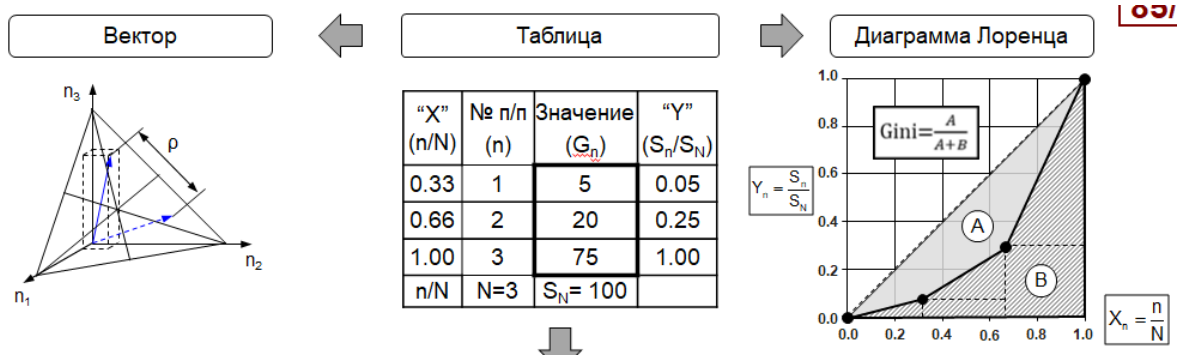 85/
Вектор
Таблица
Диаграмма Лоренца
n₃
ρ
n₂
n₁
“X” № п/п Значение “Y”
(n/N) (n) (Gₙ) (Sₙ/S_N)
0.33 1 5 0.05
0.66 2 20 0.25
1.00 3 75 1.00
n/N N=3 S_N= 100
1.0
0.8
0.6
0.4
0.2
0.0
Gini=A/(A+B)
Yₙ = Sₙ/S_N
A
B
0.0 0.2 0.4 0.6 0.8 1.0
Xₙ = n/N